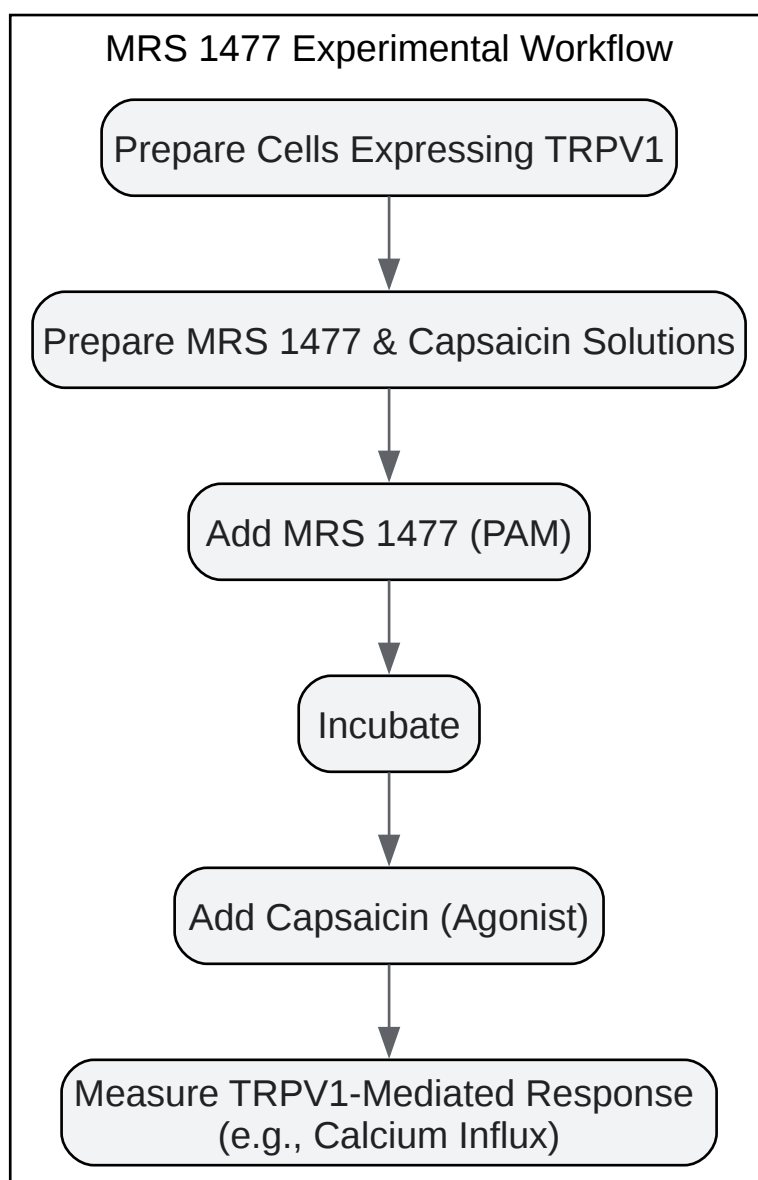 MRS 1477 Experimental Workflow
Prepare Cells Expressing TRPV1
Prepare MRS 1477 & Capsaicin Solutions
Add MRS 1477 (PAM)
Incubate
Add Capsaicin (Agonist)
Measure TRPV1-Mediated Response
(e.g., Calcium Influx)